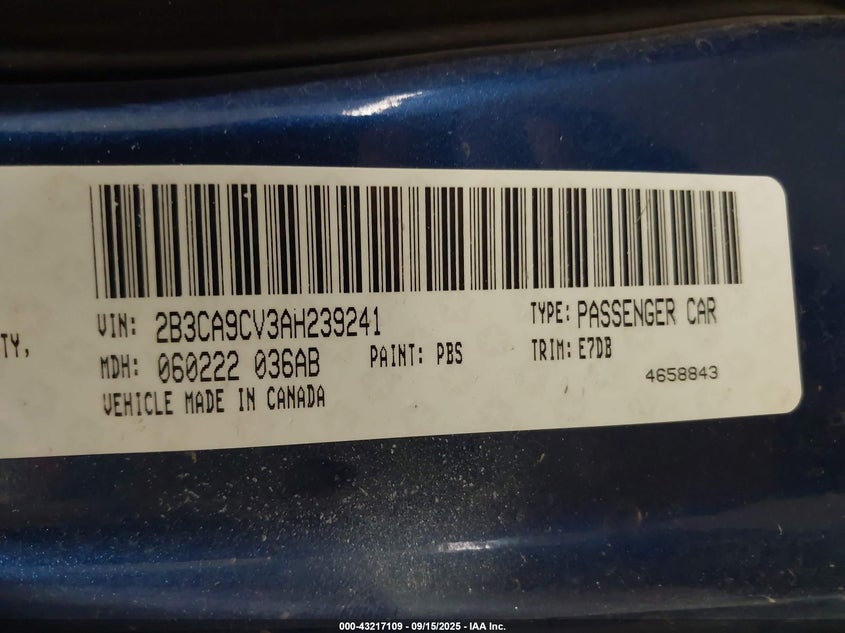 VIN: 2B3CA9CV3AH239241
TYPE: PASSENGER CAR
TY,
MDH: 060222 036AB
PAINT: PBS
TRIM: E7DB
4658843
VEHICLE MADE IN CANADA
000-43217109 - 09/15/2025 - IAA Inc.